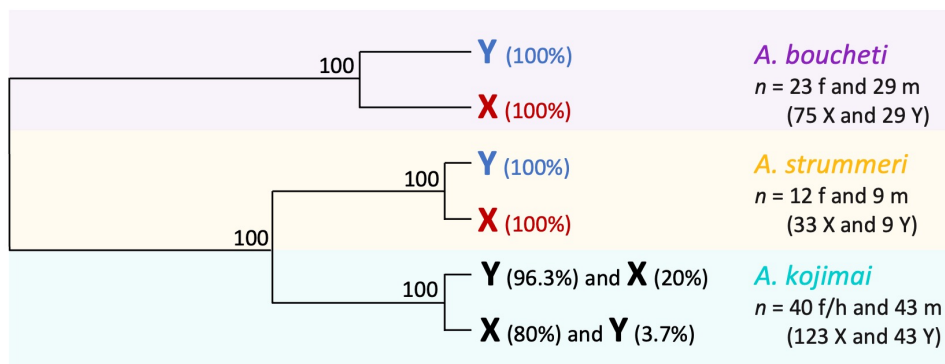 100
Y (100%)
X (100%)
A. boucheti
n = 23 f and 29 m
(75 X and 29 Y)
100
Y (100%)
X (100%)
A. strummeri
n = 12 f and 9 m
(33 X and 9 Y)
100
100
Y (96.3%) and X (20%)
X (80%) and Y (3.7%)
A. kojimai
n = 40 f/h and 43 m
(123 X and 43 Y)